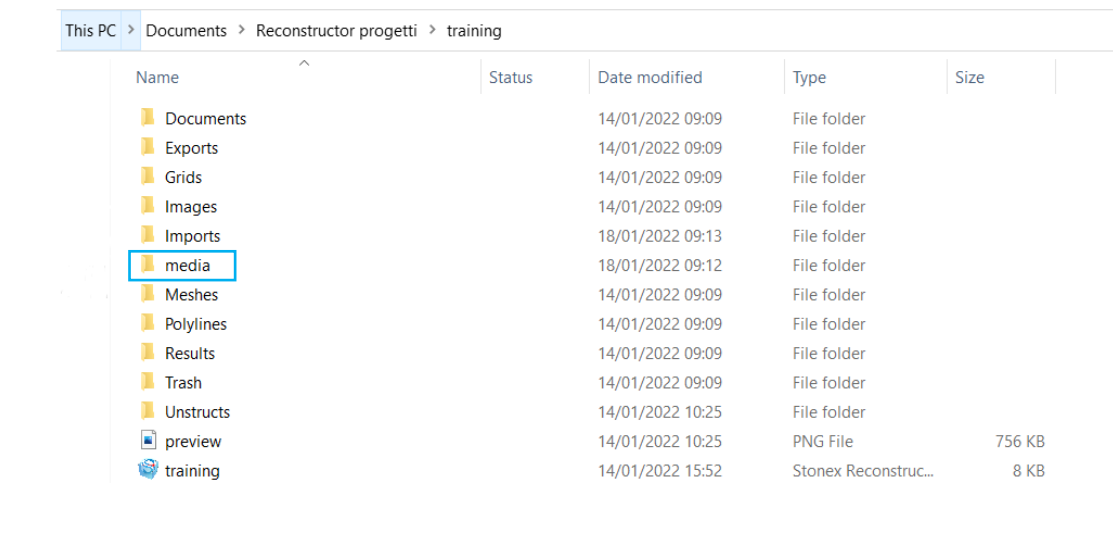 This PC > Documents > Reconstructor progetti > training
Name Status Date modified Type Size
Documents 14/01/2022 09:09 File folder
Exports 14/01/2022 09:09 File folder
Grids 14/01/2022 09:09 File folder
Images 14/01/2022 09:09 File folder
Imports 18/01/2022 09:13 File folder
media 18/01/2022 09:12 File folder
Meshes 14/01/2022 09:09 File folder
Polylines 14/01/2022 09:09 File folder
Results 14/01/2022 09:09 File folder
Trash 14/01/2022 09:09 File folder
Unstructs 14/01/2022 10:25 File folder
preview 14/01/2022 10:25 PNG File 756 KB
training 14/01/2022 15:52 Stonex Reconstruc... 8 KB